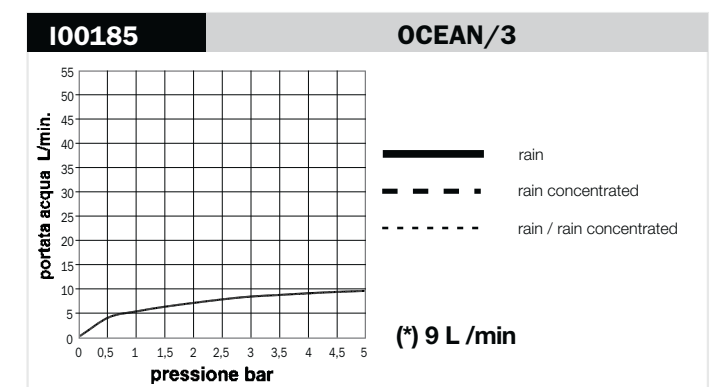 I00185
OCEAN/3
portata acqua L/min.
55
50
45
40
35
30
25
20
15
10
5
0
0 0,5 1 1,5 2 2,5 3 3,5 4 4,5 5
pressione bar
rain
rain concentrated
rain / rain concentrated
(*) 9 L /min